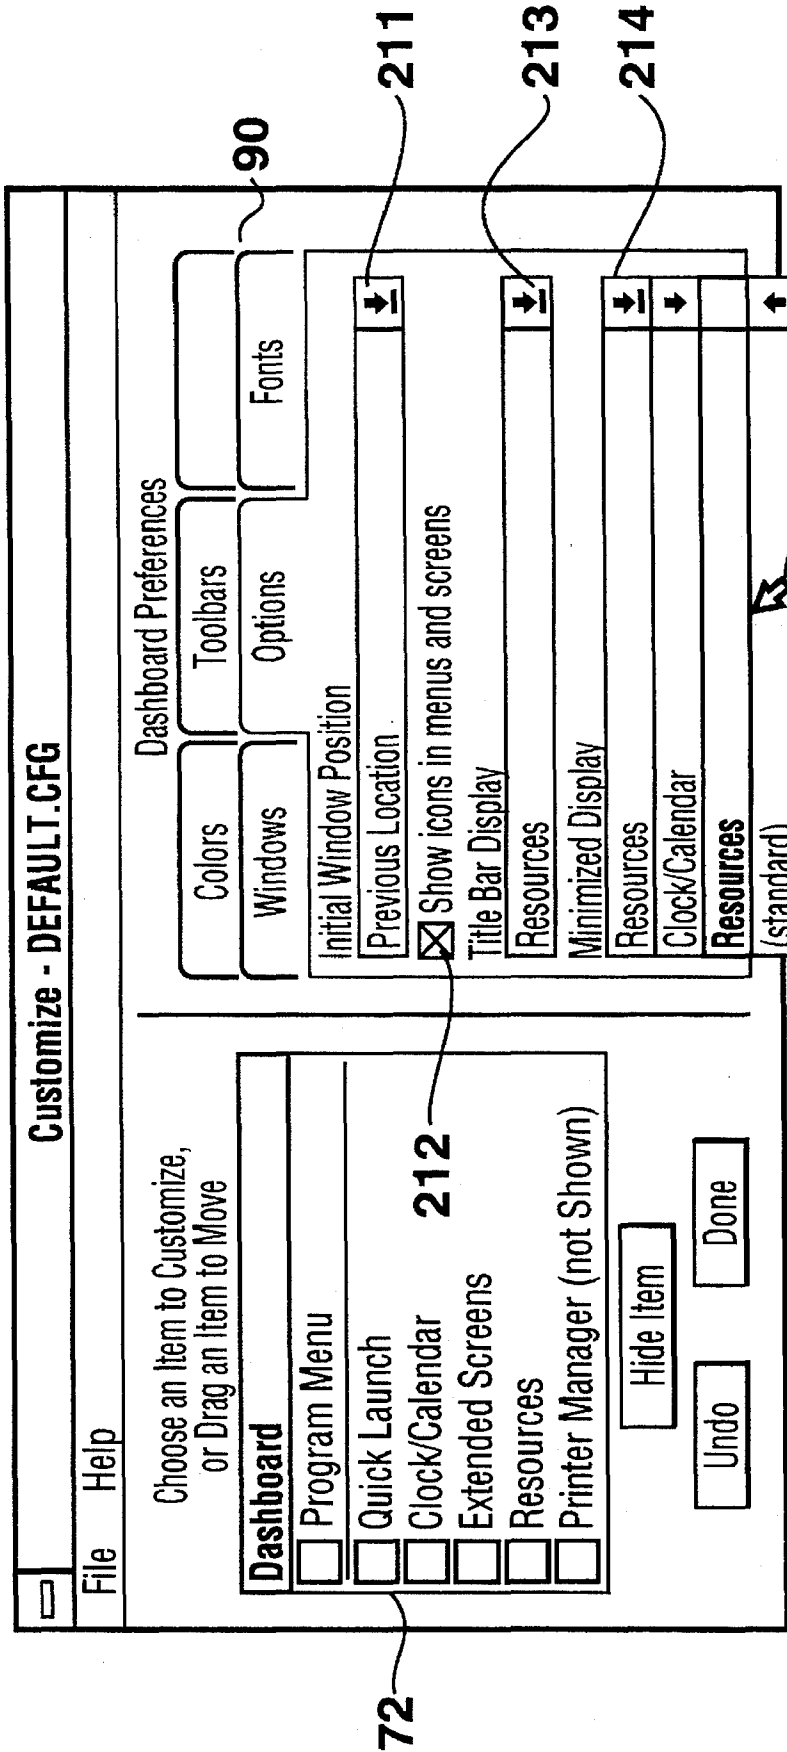 Customize - DEFAULT.CFG
File Help
Choose an Item to Customize,
or Drag an Item to Move
Dashboard
Program Menu
Quick Launch
Clock/Calendar
Extended Screens
Resources
Printer Manager (not Shown)
Hide Item
Undo Done
72
Dashboard Preferences
Colors Toolbars
Windows Options Fonts
90
Initial Window Position
Previous Location
211
Show icons in menus and screens
212
Title Bar Display
Resources
213
Minimized Display
Resources
214
Clock/Calendar
Resources
(standard)